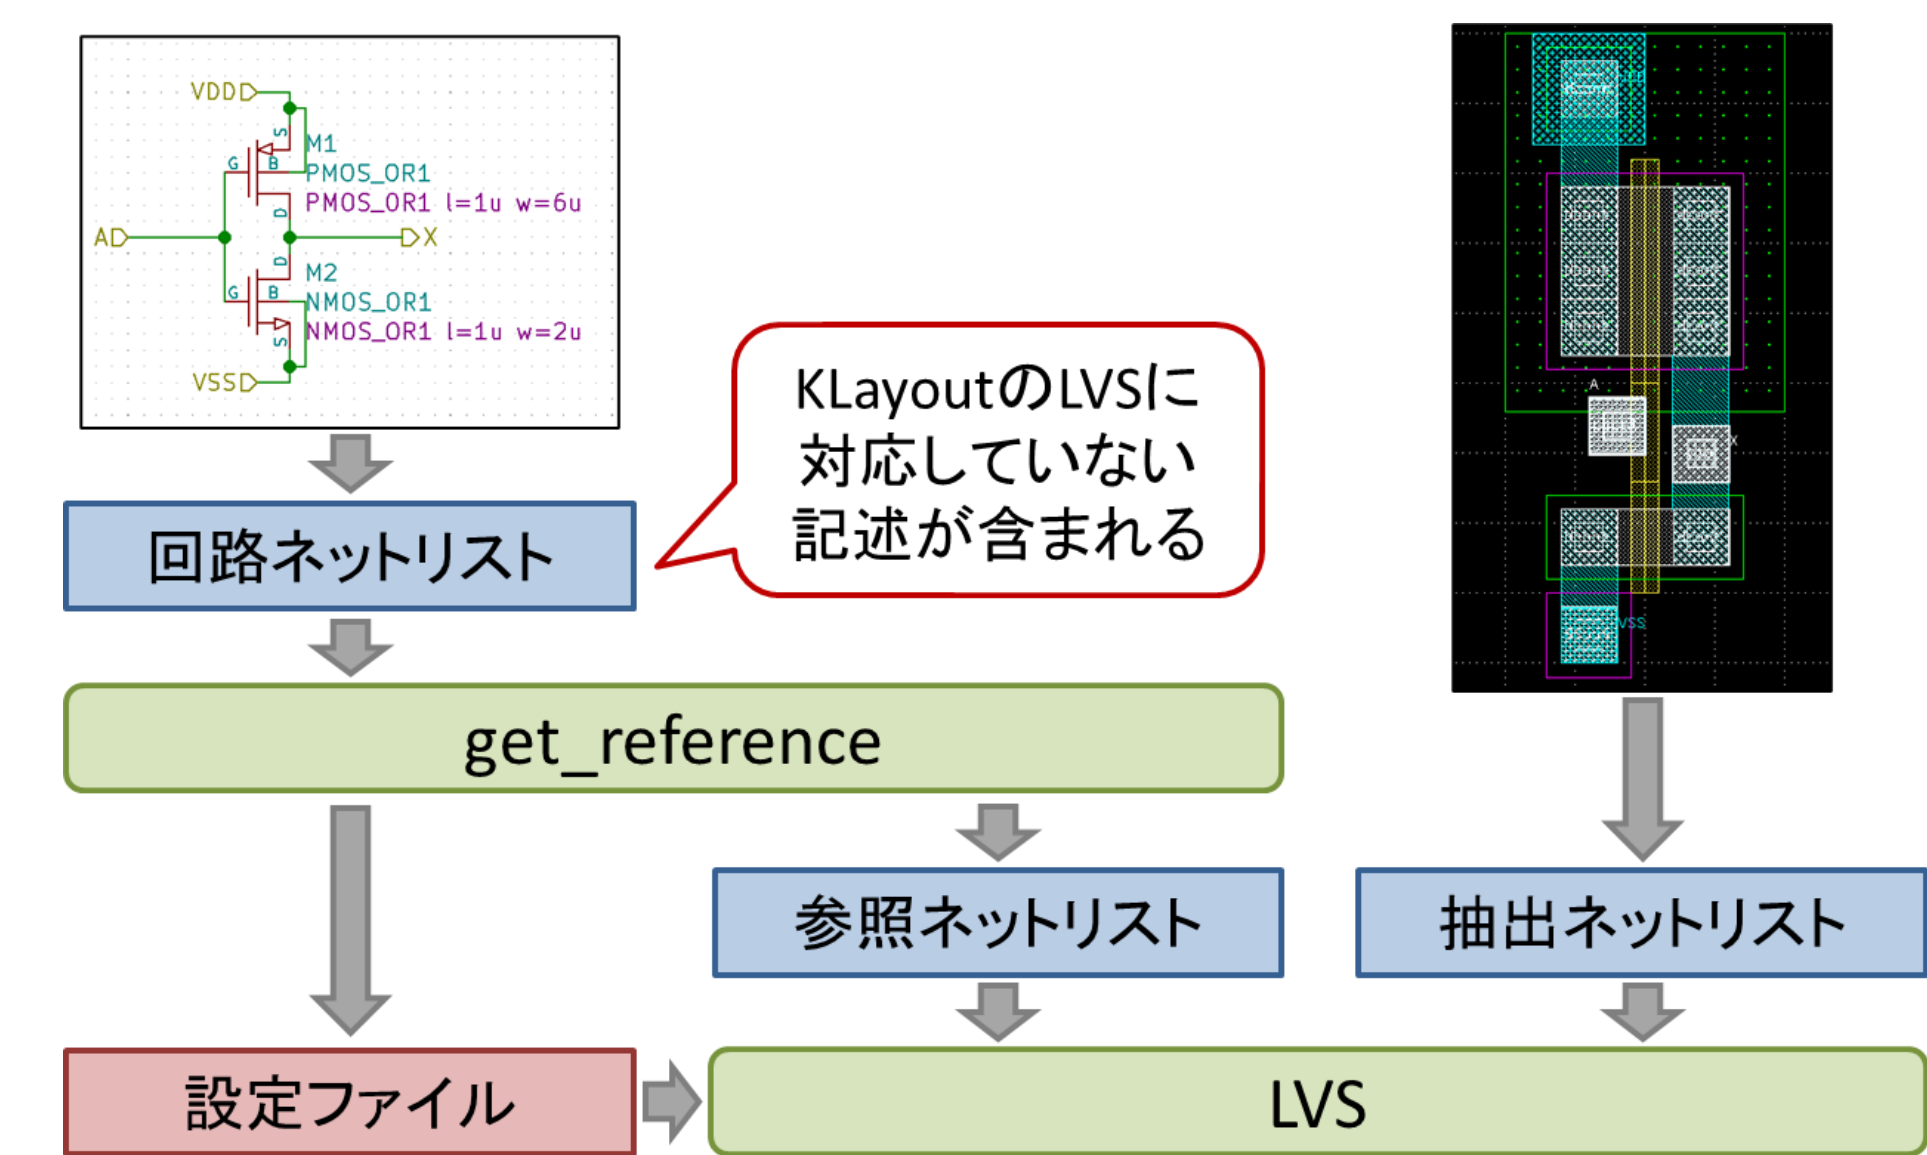 VDD
S
M1
G
B
PMOS_OR1
PMOS_OR1 l=1u w=6u
D
A
X
D
M2
G
B
NMOS_OR1
NMOS_OR1 l=1u w=2u
S
VSS
KLayoutのLVSに
対応していない
記述が含まれる
回路ネットリスト
get_reference
A
X
VSS
参照ネットリスト
抽出ネットリスト
設定ファイル
LVS